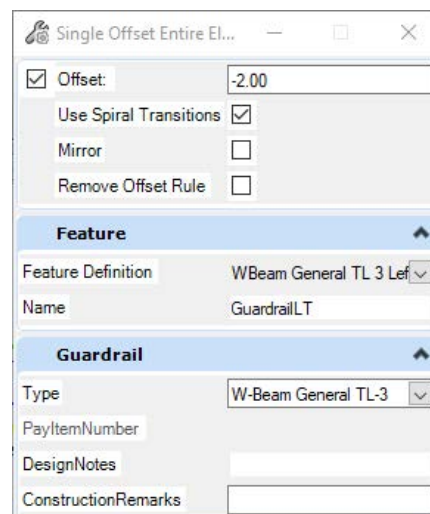 Single Offset Entire El...
Offset: -2.00
Use Spiral Transitions
Mirror
Remove Offset Rule
Feature
Feature Definition WBeam General TL 3 Lef
Name GuardrailLT
Guardrail
Type W-Beam General TL-3
PayItemNumber
DesignNotes
ConstructionRemarks